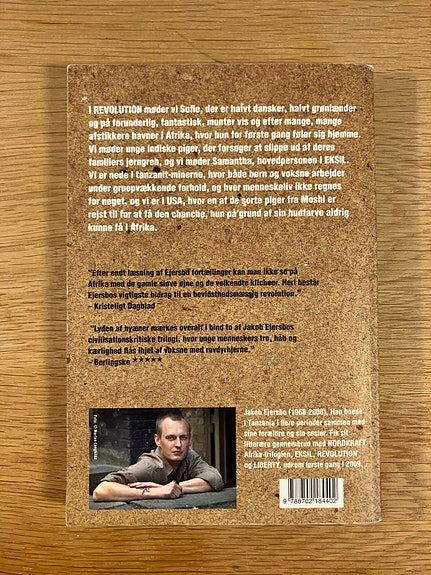 I REVOLUTION møder vi Sofie, der er halvt dansker, halvt grønlænder
og på forunderlig, fantastisk, munter vis og efter mange, mange
afstikkere havner i Afrika, hvor hun for første gang føler sig hjemme.
Vi møder unge indiske piger, der forsøger at slippe ud af deres
familiers jerngreb, og vi møder Samantha, hovedpersonen i EKSIL.
Vi er nede i tanzanit-minerne, hvor både børn og voksne arbejder
under gruopvækkende forhold, og hvor menneskeliv ikke regnes
for noget, og vi er i USA, hvor en af de sorte piger fra Moshi er
rejst til for at få den chance, hun på grund af sin hudfarve aldrig
kunne få i Afrika.
"Efter endt læsning af Ejersbo fortællinger kan man ikke se på
Afrika med de gamle sløve øjne og de velkendte klichéer. Heri består
Ejersbos vigtigste bidrag til en bevidsthedsmæssig revolution."
– Kristeligt Dagblad
"Lyden af hyæner mærkes overalt i bind to af Jakob Ejersbos
civilisationskritiske trilogi, hvor unge menneskers tro, håb og
kærlighed flås ihjel af voksne med rovdyrhjerne."
– Berlingske ★★★★★
Jakob Ejersbo (1968-2008). Han boede
i Tanzania i flere perioder sammen med
sine forældre og sin søster. Fik sit
litterære gennembrud med NORDKRAFT.
Afrika-trilogien, EKSIL, REVOLUTION
og LIBERTY, udkom første gang i 2009.
9 788702 184402